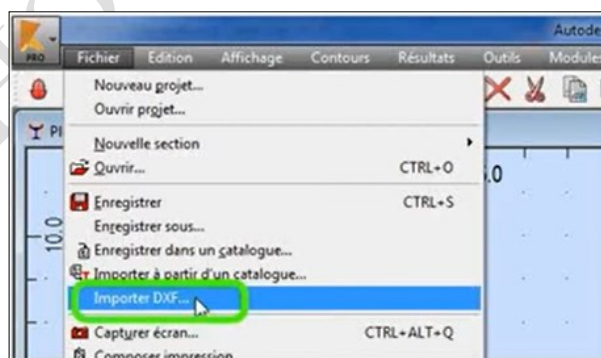 Autode
PRO Fichier Edition Affichage Contours Résultats Outils Modules
Nouveau projet...
Ouvrir projet...
Pl
Nouvelle section
Ouvrir... CTRL+O
.0
Enregistrer CTRL+S
Enregistrer sous...
10.
Enregistrer dans un catalogue...
Importer à partir d'un catalogue...
Importer DXF...
Capturer écran... CTRL+ALT+Q
Composer impression